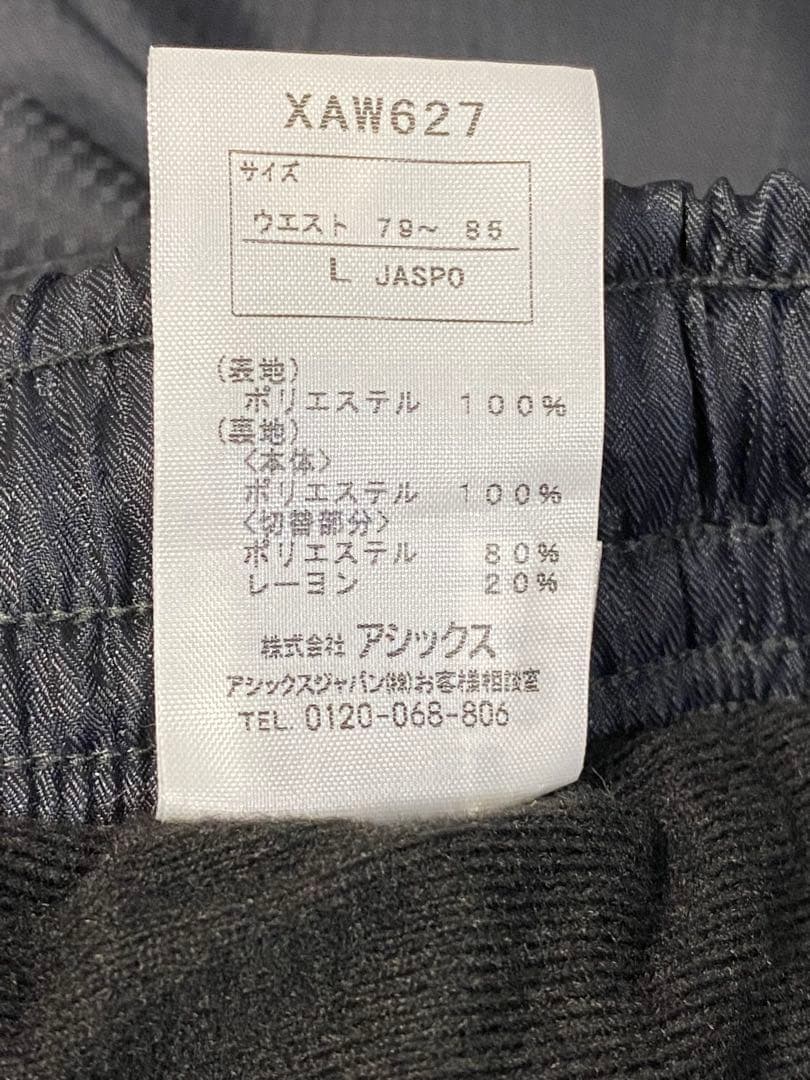 XAW627
サイズ
ウエスト 79～ 85
L JASPO
(表地)
ポリエステル 100%
(裏地)
〈本体〉
ポリエステル 100%
〈切替部分〉
ポリエステル 80%
レーヨン 20%
株式会社 アシックス
アシックスジャパン(株)お客様相談室
TEL. 0120-068-806